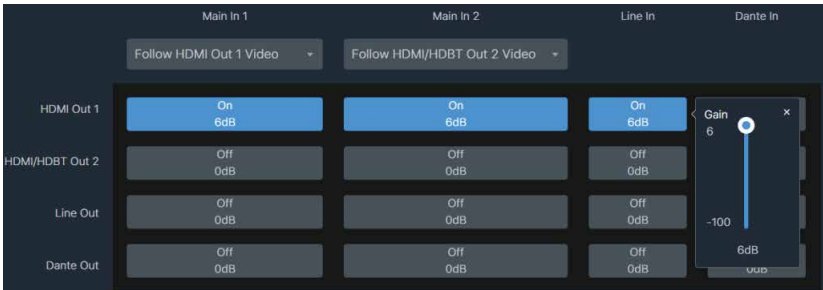 Main In 1 Main In 2 Line In Dante In
Follow HDMI Out 1 Video Follow HDMI/HDBT Out 2 Video
HDMI Out 1 On On On
6dB 6dB 6dB
Gain ×
6
-100
6dB
HDMI/HDBT Out 2 Off Off Off
0dB 0dB 0dB
Line Out Off Off Off
0dB 0dB 0dB
Dante Out Off Off Off
0dB 0dB 0dB 0dB